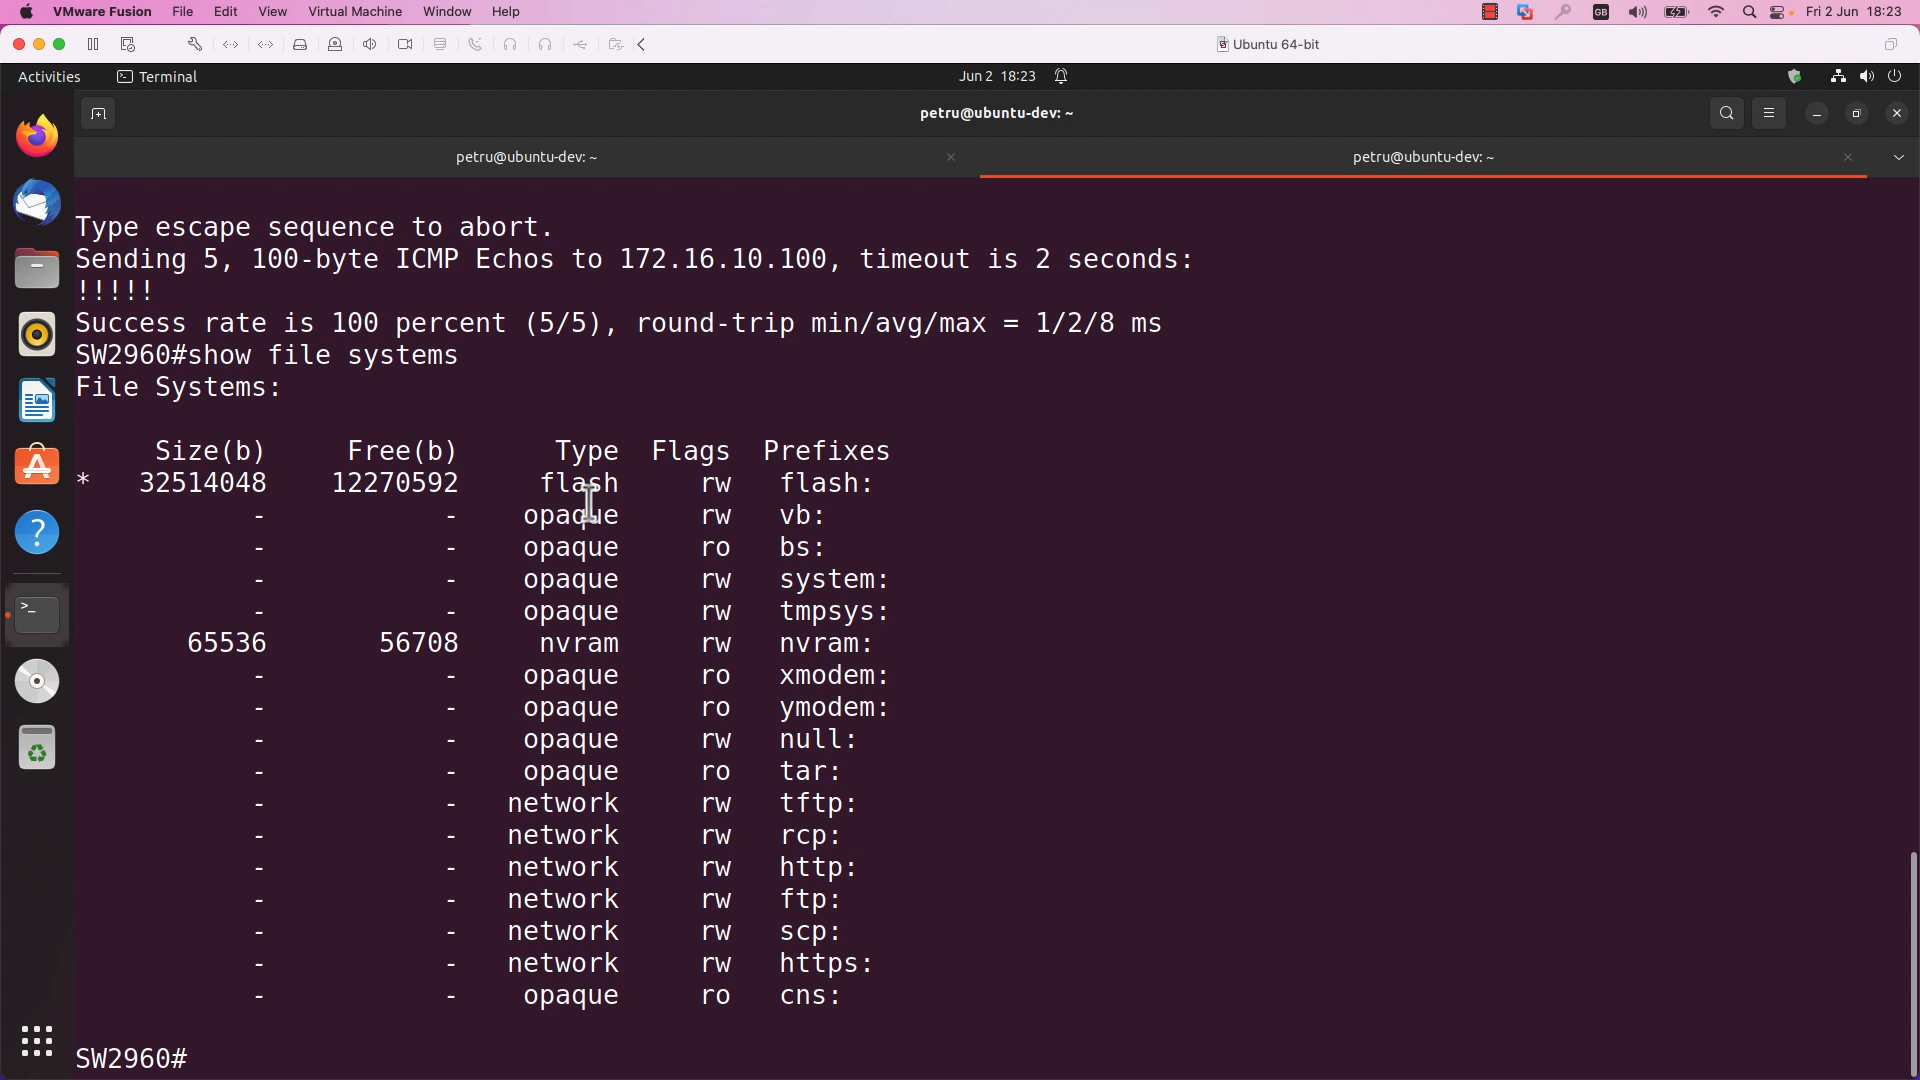 VMware Fusion File Edit View Virtual Machine Window Help GB Fri 2 Jun 18:23
Ubuntu 64-bit
Activities Terminal Jun 2 18:23
petru@ubuntu-dev: ~
petru@ubuntu-dev: ~ petru@ubuntu-dev: ~
Type escape sequence to abort.
Sending 5, 100-byte ICMP Echos to 172.16.10.100, timeout is 2 seconds:
!!!!!
Success rate is 100 percent (5/5), round-trip min/avg/max = 1/2/8 ms
SW2960#show file systems
File Systems:
Size(b) Free(b) Type Flags Prefixes
* 32514048 12270592 flash rw flash:
- - opaque rw vb:
- - opaque ro bs:
- - opaque rw system:
- - opaque rw tmpsys:
65536 56708 nvram rw nvram:
- - opaque ro xmodem:
- - opaque ro ymodem:
- - opaque rw null:
- - opaque ro tar:
- - network rw tftp:
- - network rw rcp:
- - network rw http:
- - network rw ftp:
- - network rw scp:
- - network rw https:
- - opaque ro cns:
SW2960#